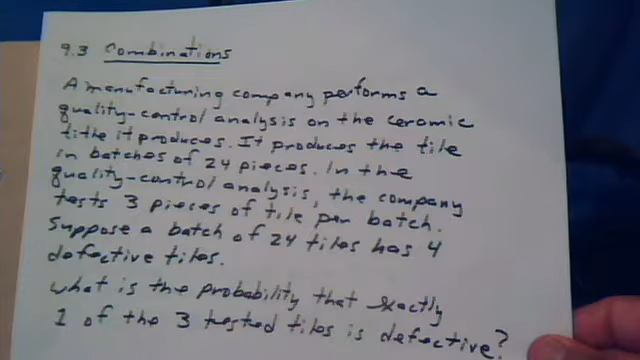 9.3 Combinations
A manufacturing company performs a
quality-control analysis on the ceramic
title it produces. It produces the tile
in batches of 24 pieces. In the
quality-control analysis, the company
tests 3 pieces of tile per batch.
Suppose a batch of 24 tiles has 4
defective tiles.
What is the probability that exactly
1 of the 3 tested tiles is defective?